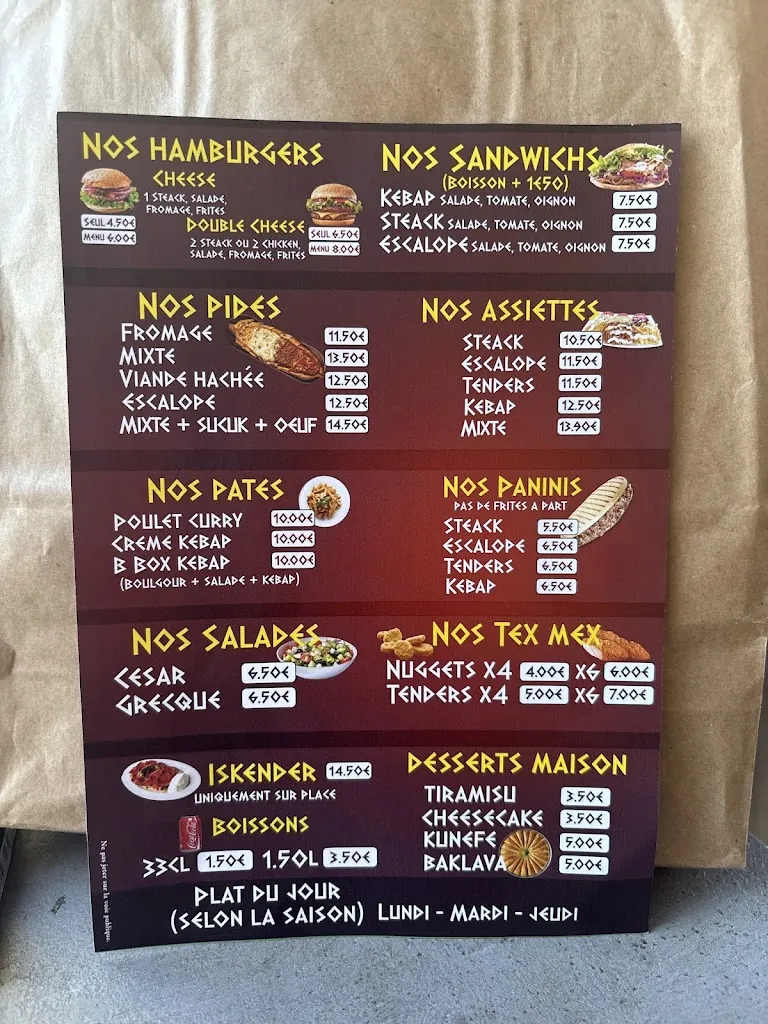 NOS HAMBURGERS
CHEESE
1 STEACK, SALADE,
FROMAGE, FRITES
SEUL 4.50€
MENU 6.00€
DOUBLE CHEESE
2 STEACK OU 2 CHICKEN,
SALADE, FROMAGE, FRITES
SEUL 6.50€
MENU 8.00€
NOS SANDWICHS
(BOISSON + 1€50)
KEBAP SALADE, TOMATE, OIGNON 7.50€
STEACK SALADE, TOMATE, OIGNON 7.50€
ESCALOPE SALADE, TOMATE, OIGNON 7.50€
NOS PIDES
FROMAGE 11.50€
MIXTE 13.50€
VIANDE HACHÉE 12.50€
ESCALOPE 12.50€
MIXTE + SUCUK + OEUF 14.50€
NOS ASSIETTES
STEACK 10.50€
ESCALOPE 11.50€
TENDERS 11.50€
KEBAP 12.50€
MIXTE 13.90€
NOS PATES
POULET CURRY 10.00€
CREME KEBAP 10.00€
B BOX KEBAP 10.00€
(BOULGOUR + SALADE + KEBAP)
NOS PANINIS
PAS DE FRITES A PART
STEACK 5.50€
ESCALOPE 6.50€
TENDERS 6.50€
KEBAP 6.50€
NOS SALADES
CESAR 6.50€
GRECQUE 6.50€
NOS TEX MEX
NUGGETS X4 4.00€ X6 6.00€
TENDERS X4 5.00€ X6 7.00€
ISKENDER 14.50€
UNIQUEMENT SUR PLACE
BOISSONS
Coca-Cola
33CL 1.50€ 1.50L 3.50€
DESSERTS MAISON
TIRAMISU 3.50€
CHEESECAKE 3.50€
KUNEFE 5.00€
BAKLAVA 5.00€
PLAT DU JOUR
(SELON LA SAISON) LUNDI - MARDI - JEUDI
Ne pas jeter sur la voie publique.